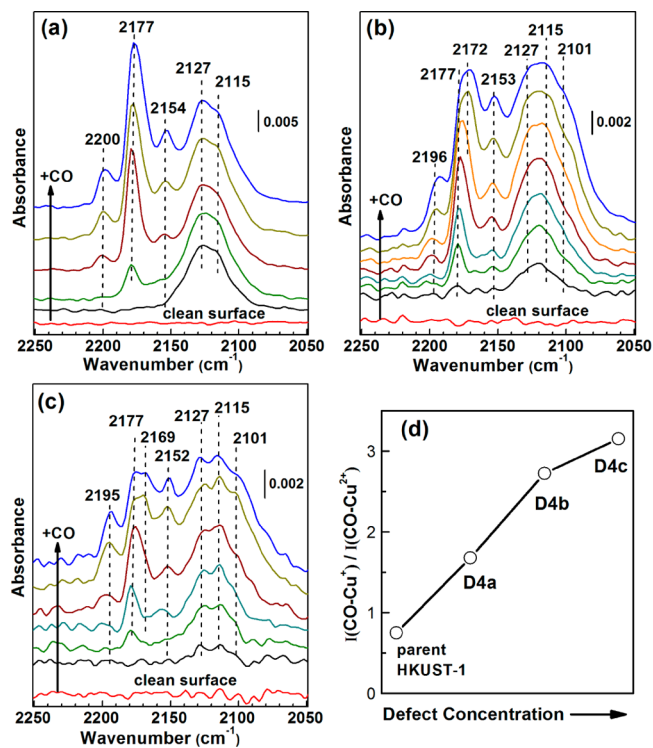 (a)
2177
2127
2115
2154
2200
0.005
+CO
clean surface
Absorbance
2250 2200 2150 2100 2050
Wavenumber (cm-1)
(b)
2115
2172
2127
2101
2177
2153
0.002
2196
+CO
clean surface
Absorbance
2250 2200 2150 2100 2050
Wavenumber (cm-1)
(c)
2127
2115
2177
2169
2101
2152
0.002
2195
+CO
clean surface
Absorbance
2250 2200 2150 2100 2050
Wavenumber (cm-1)
(d)
I(CO-Cu+) / I(CO-Cu2+)
3
2
1
0
D4c
D4b
D4a
parent
HKUST-1
Defect Concentration